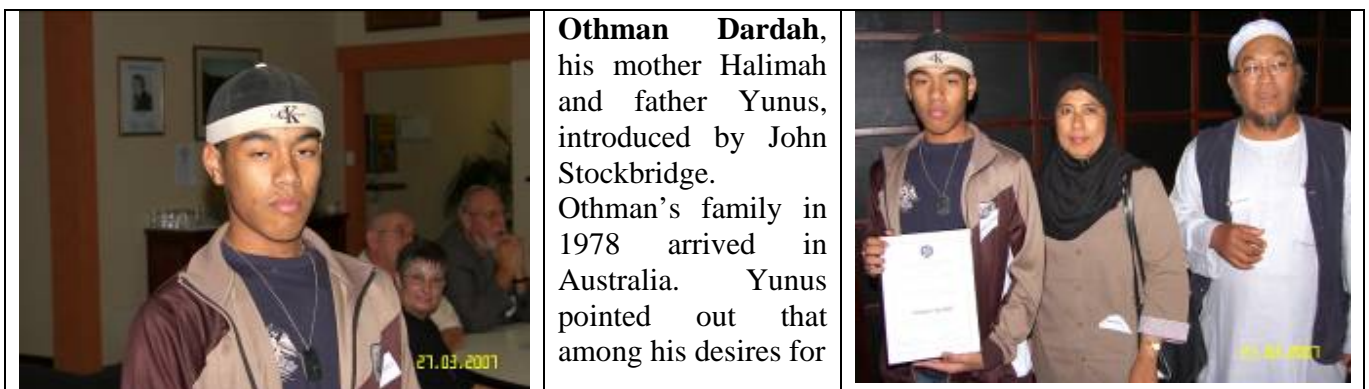 Othman Dardah,
his mother Halimah
and father Yunus,
introduced by John
Stockbridge.
Othman’s family in
1978 arrived in
Australia. Yunus
pointed out that
among his desires for
CK
27.03.2007